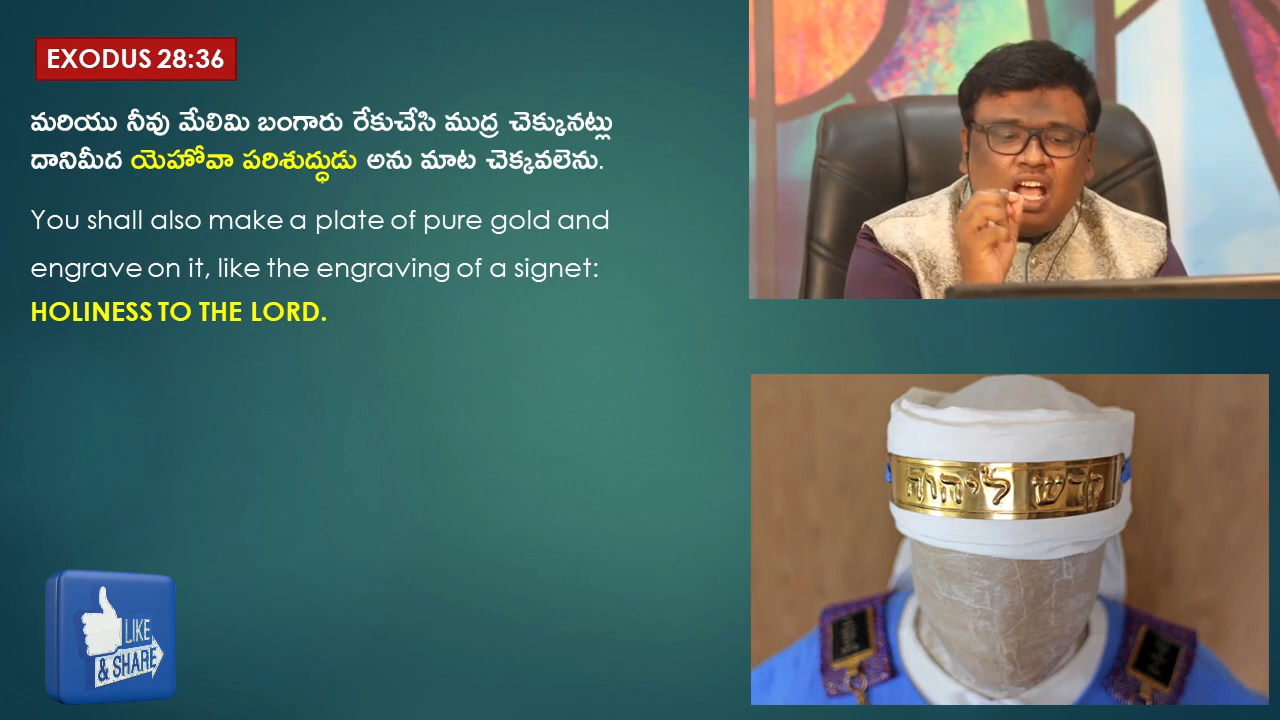 EXODUS 28:36
మరియు నీవు మేలిమి బంగారు రేకుచేసి ముద్ర చెక్కునట్లు
దానిమీద యెహోవా పరిశుద్ధుడు అను మాట చెక్కవలెను.
You shall also make a plate of pure gold and
engrave on it, like the engraving of a signet:
HOLINESS TO THE LORD.
קדש ליהוה
LIKE
& SHARE